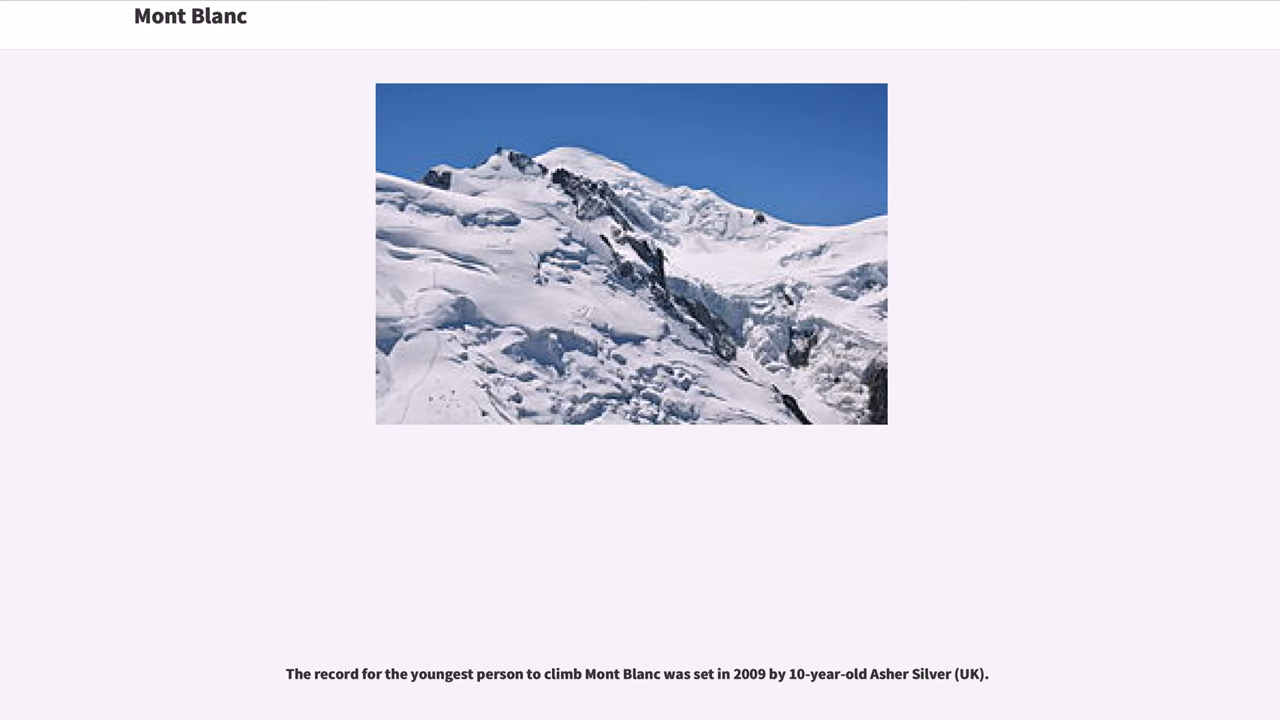 Mont Blanc
The record for the youngest person to climb Mont Blanc was set in 2009 by 10-year-old Asher Silver (UK).